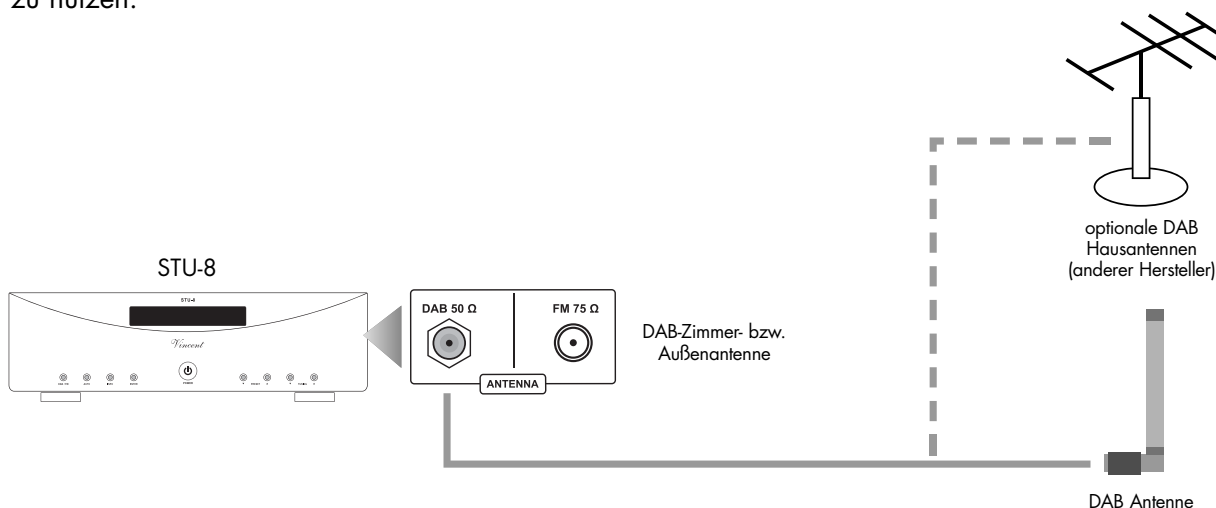 zu nutzen.
optionale DAB
Hausantennen
(anderer Hersteller)
STU-8
STU-8
Vincent
POWER
DAB 50 Ω
FM 75 Ω
ANTENNA
DAB-Zimmer- bzw.
Außenantenne
DAB Antenne